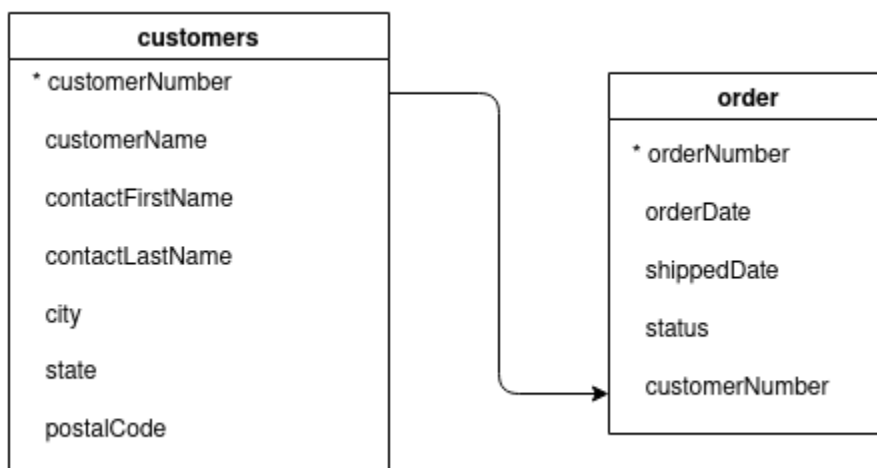 customers
* customerNumber
customerName
contactFirstName
contactLastName
city
state
postalCode
order
* orderNumber
orderDate
shippedDate
status
customerNumber